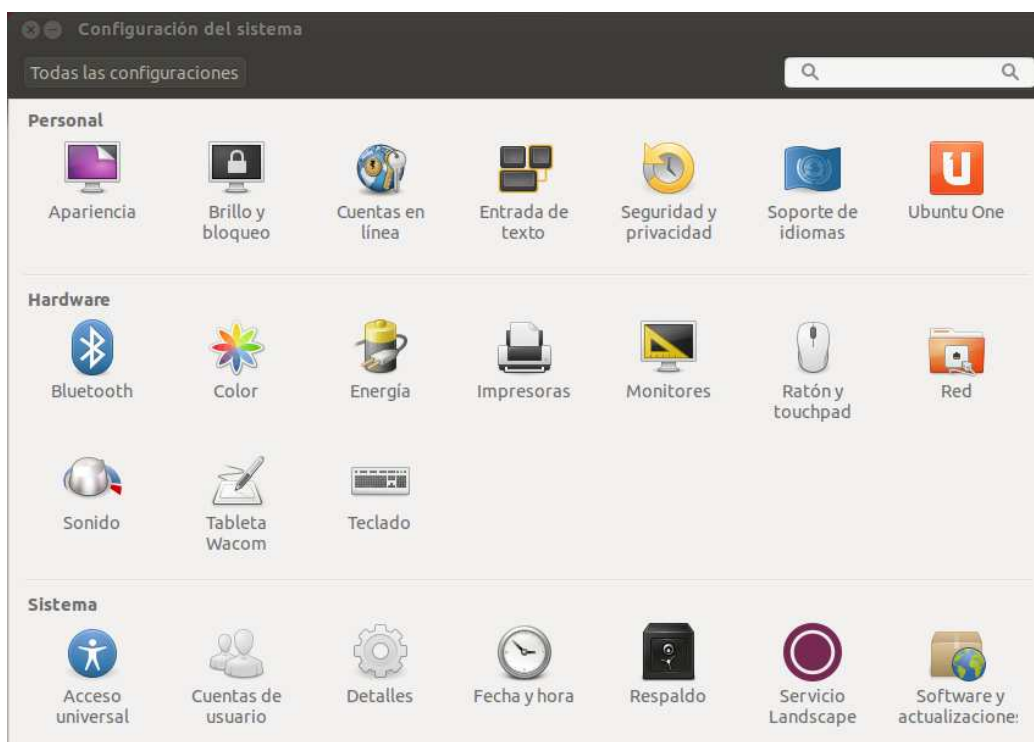 Configuración del sistema
Todas las configuraciones
Personal
Apariencia
Brillo y
bloqueo
Cuentas en
línea
Entrada de
texto
Seguridad y
privacidad
Soporte de
idiomas
Ubuntu One
Hardware
Bluetooth
Color
Energía
Impresoras
Monitores
Ratón y
touchpad
Red
Sonido
Tableta
Wacom
Teclado
Sistema
Acceso
universal
Cuentas de
usuario
Detalles
Fecha y hora
Respaldo
Servicio
Landscape
Software y
actualizaciones